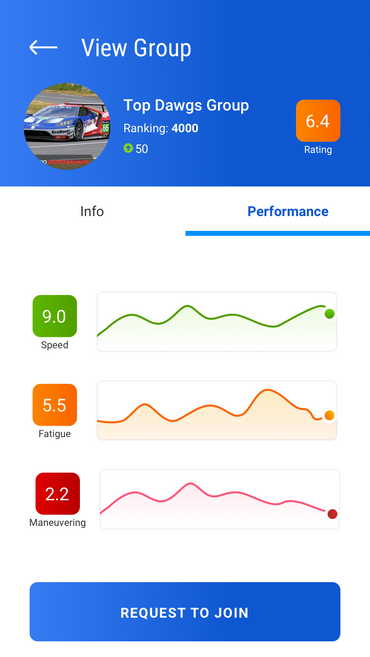 View Group
Top Dawgs Group
Ranking: 4000
50
6.4
Rating
Info
Performance
9.0
Speed
5.5
Fatigue
2.2
Maneuvering
REQUEST TO JOIN